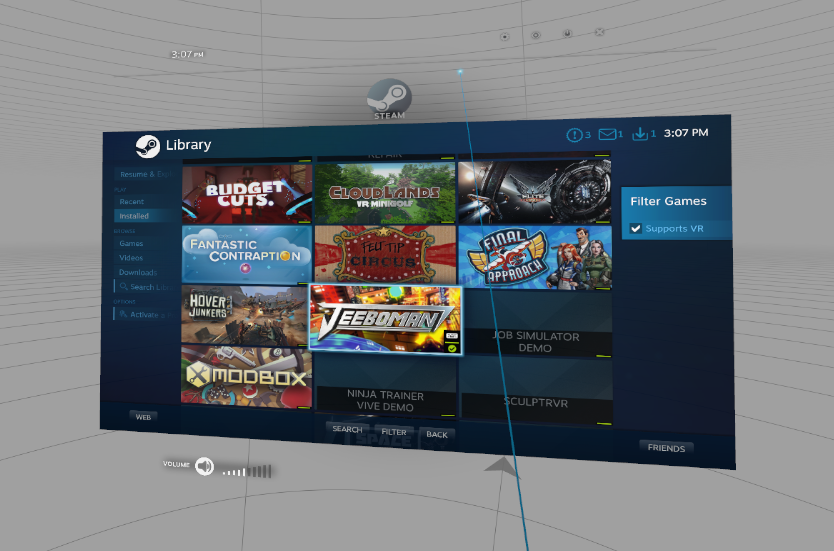 3:07 PM
STEAM
Library
3
1
1
3:07 PM
Resume &
PLAY
Recent
Installed
BROWSE
Games
Videos
Downloads
Search
OPTIONS
Activate a
REPAIR
BUDGET
CUTS.
CLOUDLANDS
VR MINIGOLF
ELITE
FANTASTIC
CONTRAPTION
FELT TIP
CIRCUS
FINAL
APPROACH
HOVER
JUNKERS
JEEBOMAN
JOB SIMULATOR
DEMO
MODBOX
NINJA TRAINER
VIVE DEMO
SCULPTRVR
SPACE
Filter Games
Supports VR
WEB
SEARCH
FILTER
BACK
FRIENDS
VOLUME